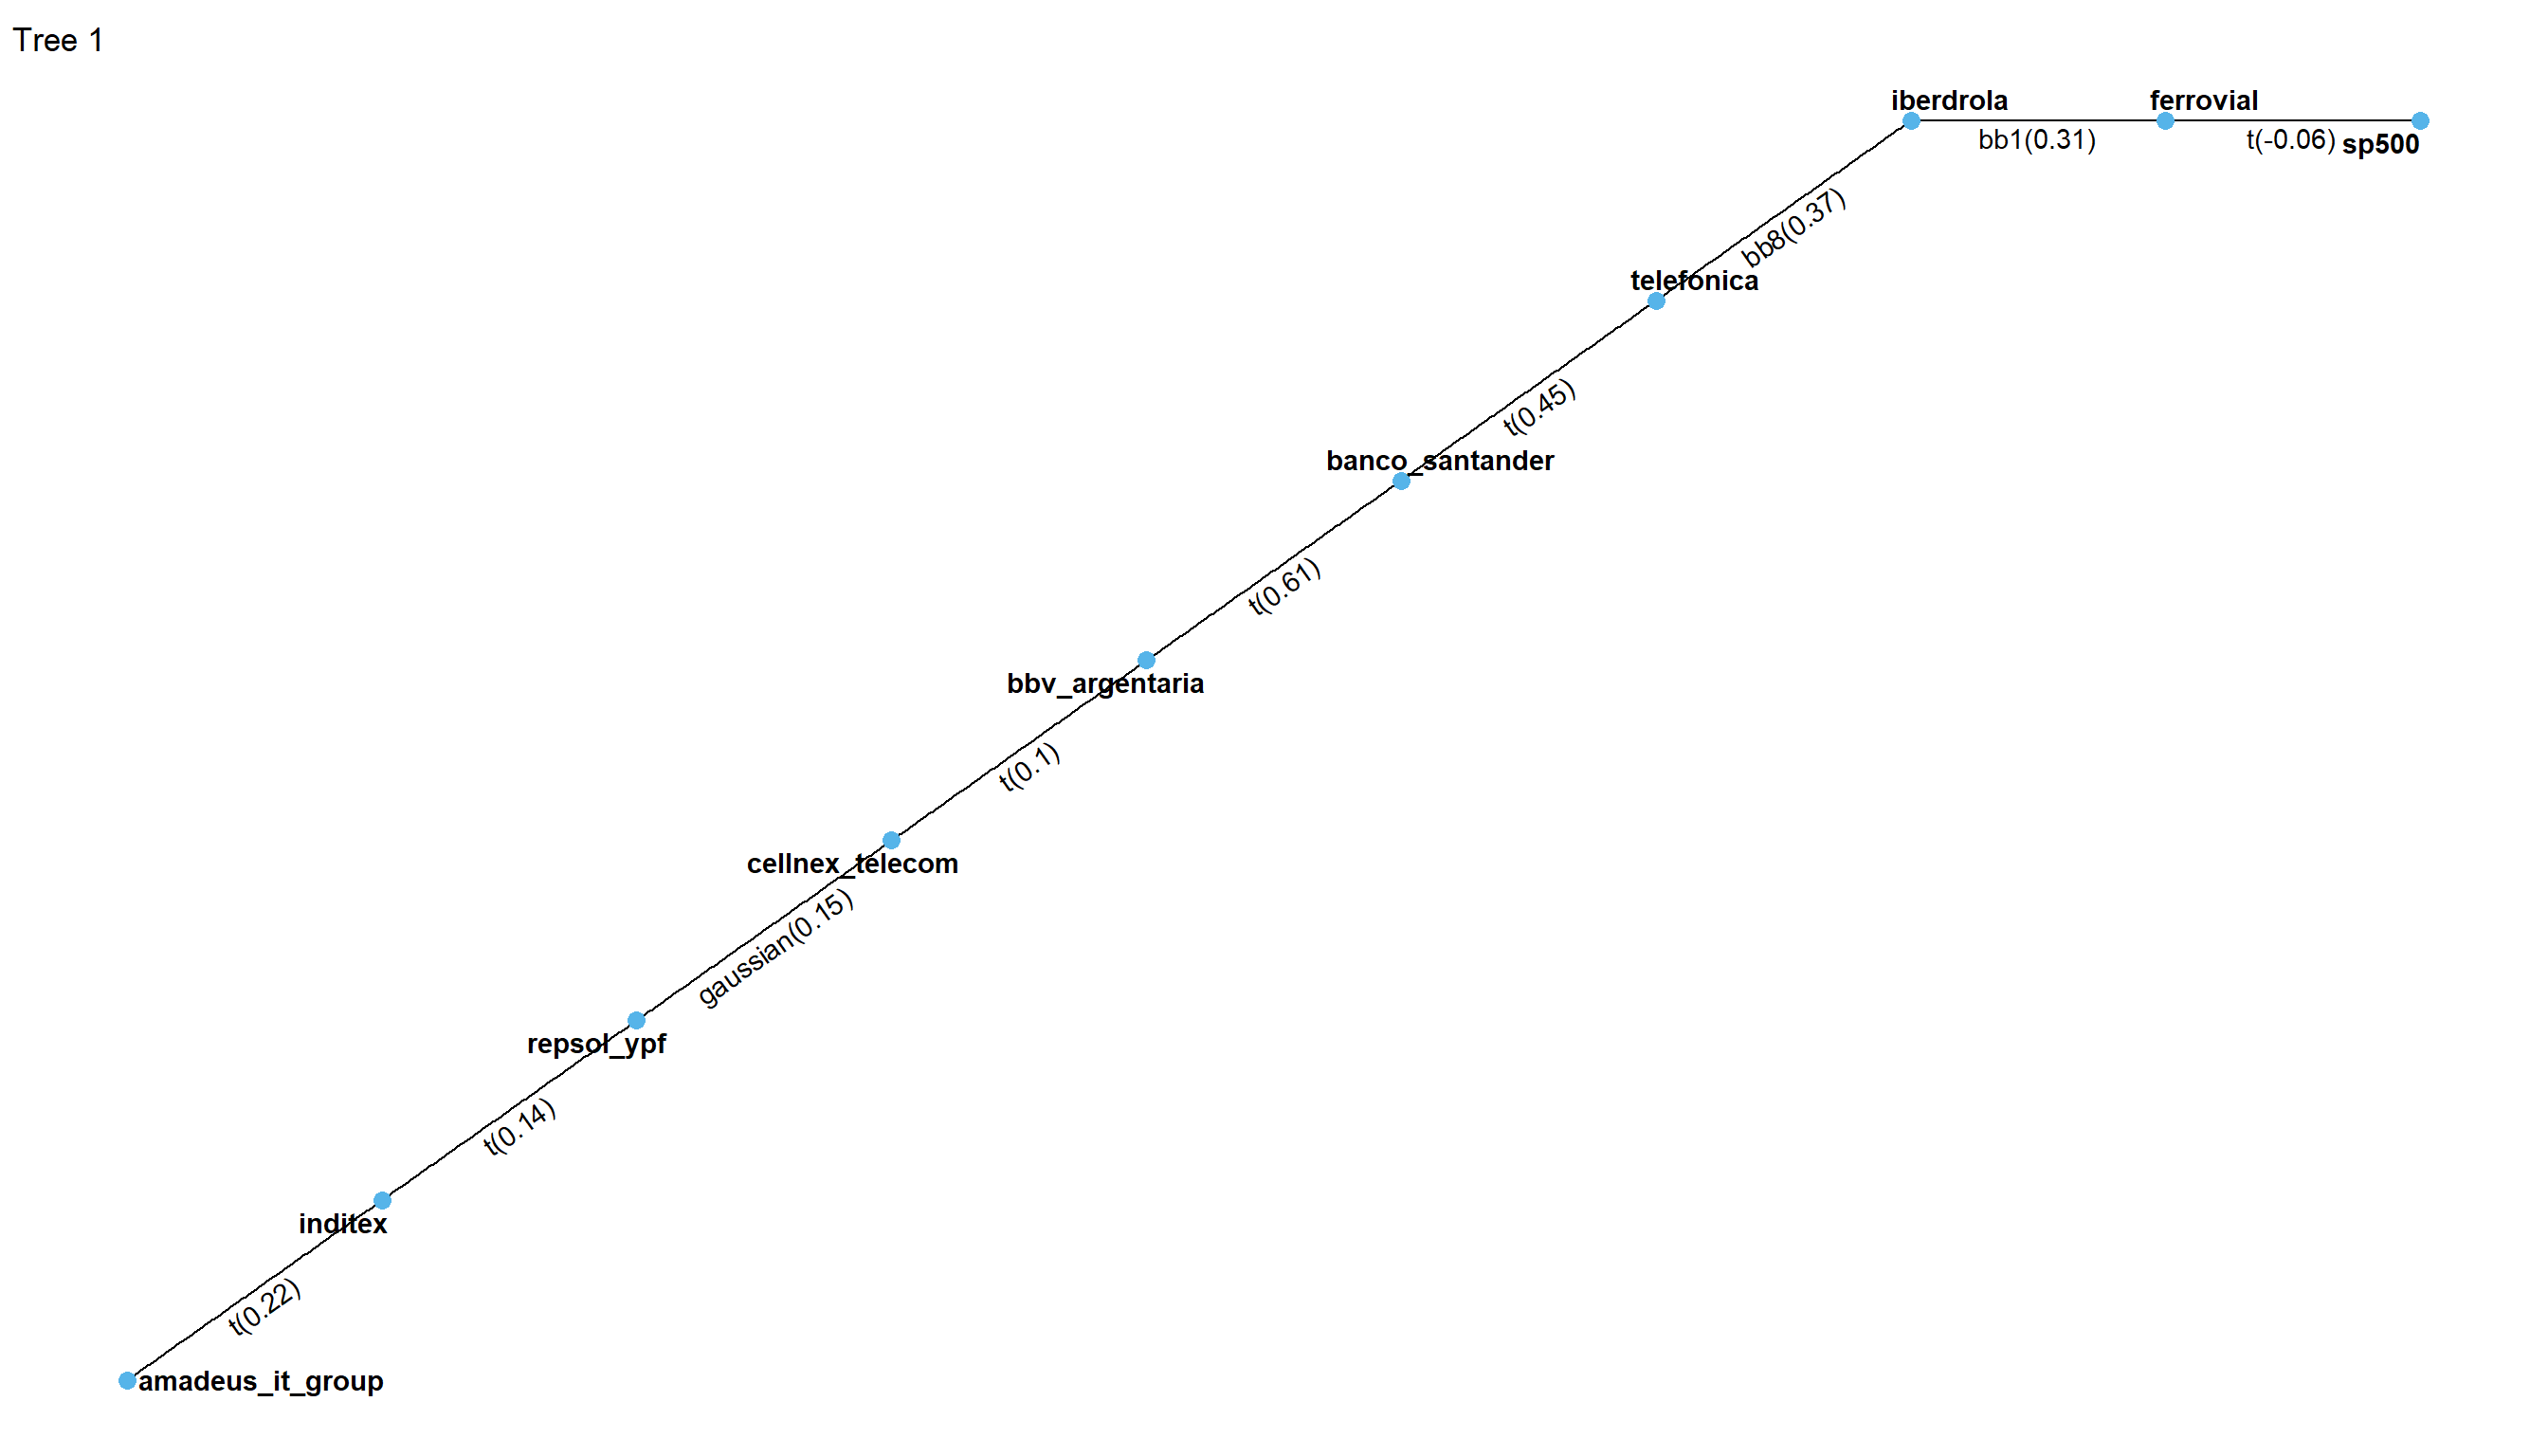 Tree 1
iberdrola
ferrovial
bb1(0.31)
t(-0.06)
sp500
bb8(0.37)
telefonica
t(0.45)
banco_santander
t(0.61)
bbv_argentaria
t(0.1)
cellnex_telecom
gaussian(0.15)
repsol_ypf
t(0.14)
inditex
t(0.22)
amadeus_it_group